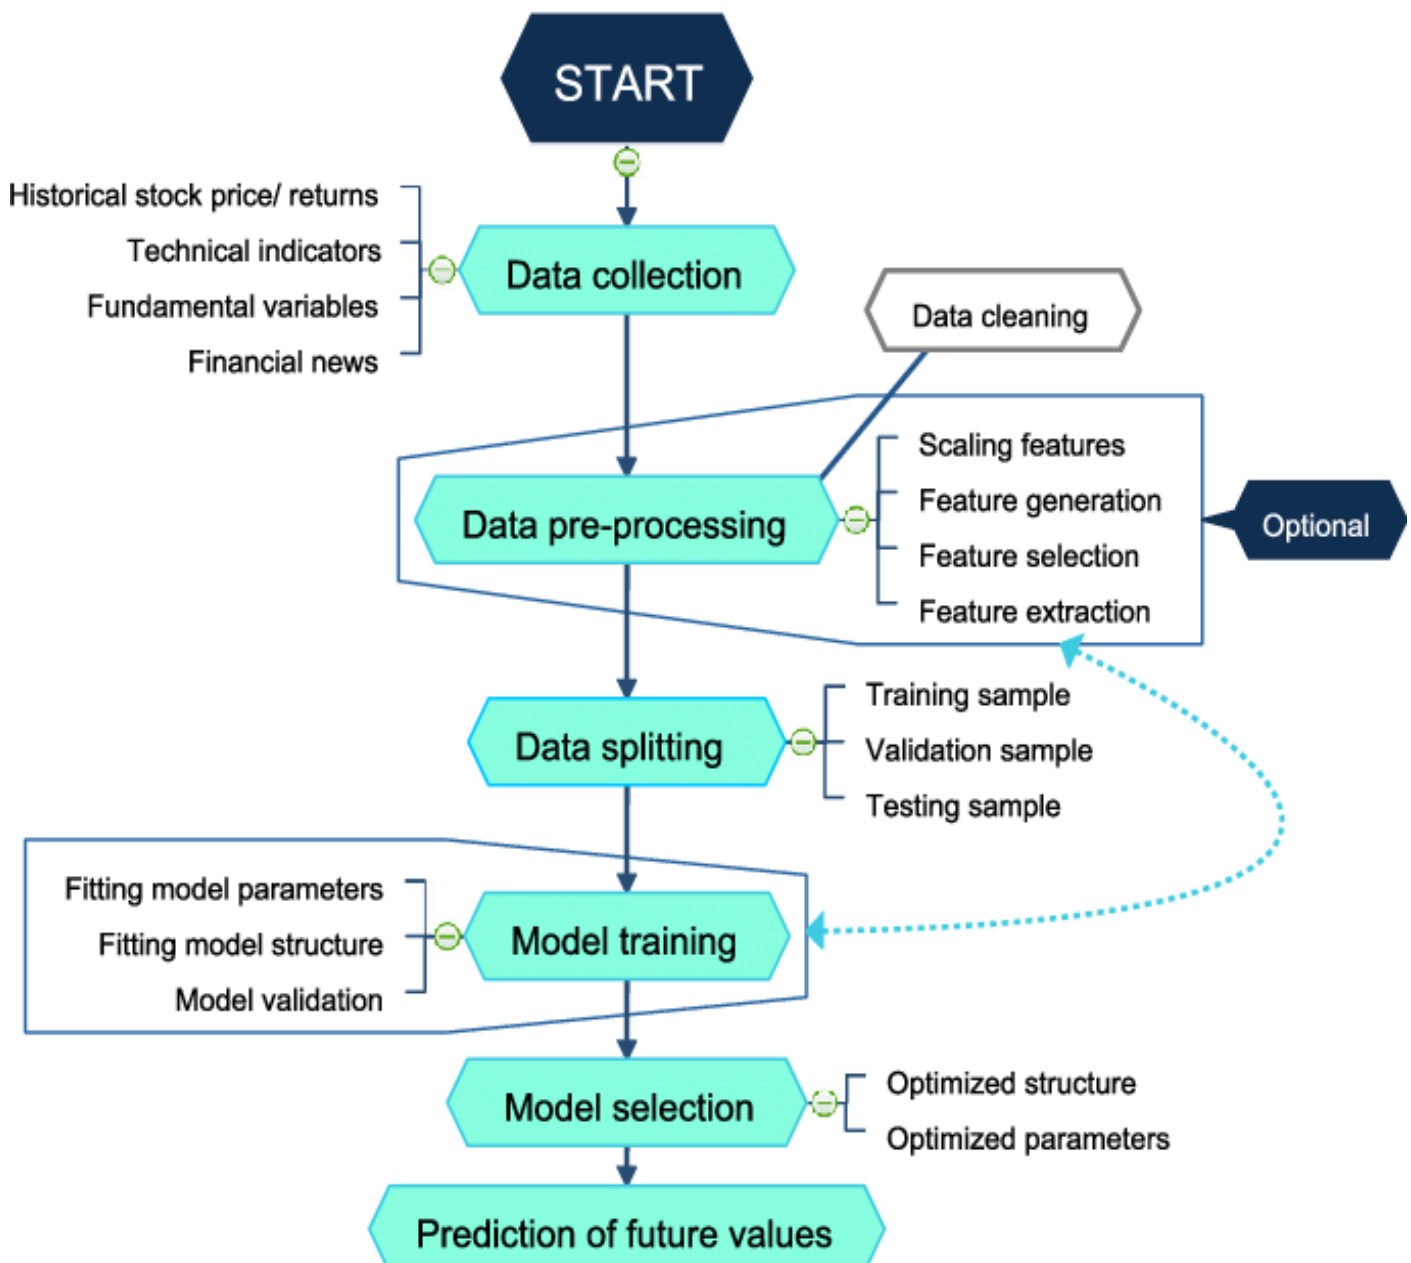 START
Historical stock price/ returns
Technical indicators
Fundamental variables
Financial news
Data collection
Data cleaning
Data pre-processing
Scaling features
Feature generation
Feature selection
Feature extraction
Optional
Data splitting
Training sample
Validation sample
Testing sample
Fitting model parameters
Fitting model structure
Model validation
Model training
Model selection
Optimized structure
Optimized parameters
Prediction of future values